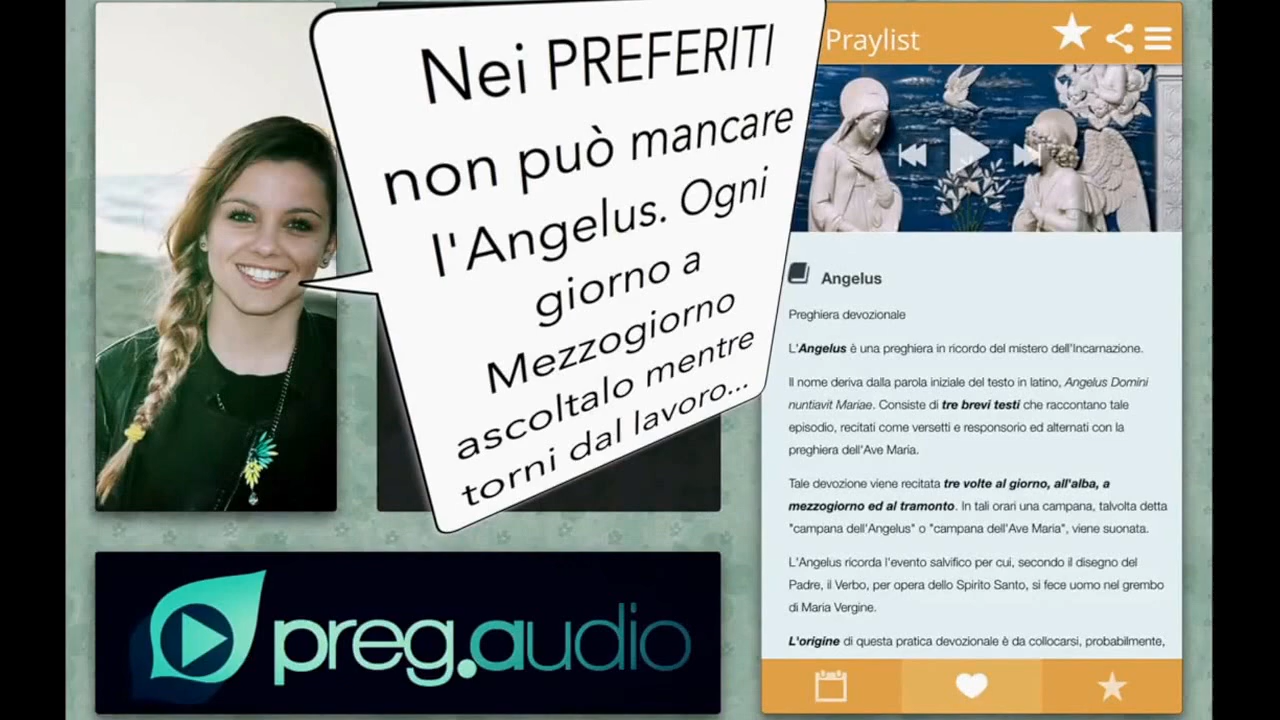 Nei PREFERITI
non può mancare
l'Angelus. Ogni
giorno a
Mezzogiorno
ascoltalo mentre
torni dal lavoro...
preg.audio
Praylist
Angelus
Preghiera devozionale
L'Angelus è una preghiera in ricordo del mistero dell'Incarnazione.
Il nome deriva dalla parola iniziale del testo in latino, Angelus Domini
nuntiavit Mariae. Consiste di tre brevi testi che raccontano tale
episodio, recitati come versetti e responsorio ed alternati con la
preghiera dell'Ave Maria.
Tale devozione viene recitata tre volte al giorno, all'alba, a
mezzogiorno ed al tramonto. In tali orari una campana, talvolta detta
"campana dell'Angelus" o "campana dell'Ave Maria", viene suonata.
L'Angelus ricorda l'evento salvifico per cui, secondo il disegno del
Padre, il Verbo, per opera dello Spirito Santo, si fece uomo nel grembo
di Maria Vergine.
L'origine di questa pratica devozionale è da collocarsi, probabilmente,